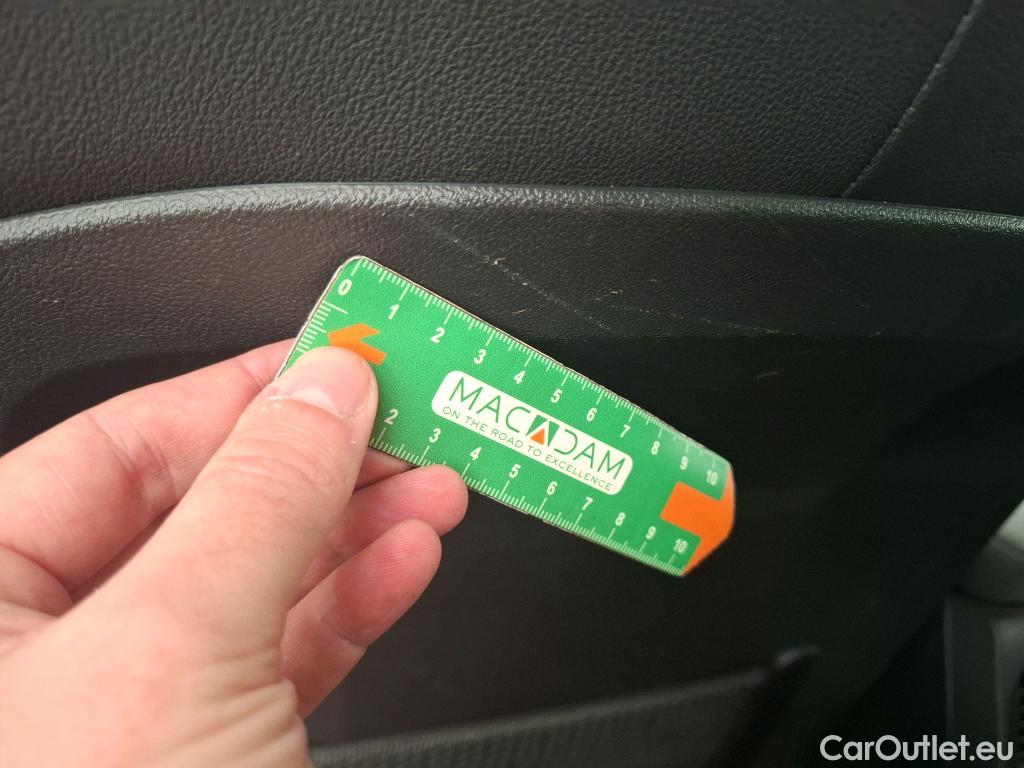 0 1 2 3 4 5 6 7 8 9 10
MACADAM
ON THE ROAD TO EXCELLENCE
2 3 4 5 6 7 8 9 10
CarOutlet.eu